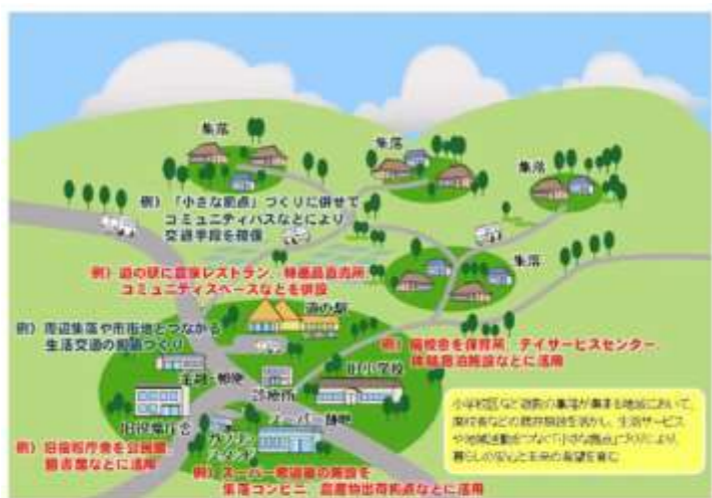 集落
集落
集落
例）「小さな拠点」づくりに併せて
コミュニティバスなどにより
交通手段を確保
集落
例）道の駅に農家レストラン、特産品直売所、
コミュニティスペースなどを併設
道の駅
例）周辺集落や市街地とつながる
生活交通の拠点づくり
例）廃校舎を保育所、デイサービスセンター、
体験宿泊施設などに活用
金融・郵便
診療所
旧小学校
旧役場庁舎
ガソリン
スタンド
スーパー跡地
例）旧役場庁舎を公民館、
図書館などに活用
例）スーパー撤退後の施設を
集落コンビニ、農産物出荷拠点などに活用
小学校区など複数の集落が集まる地域において、
廃校舎などの既存施設を活かし、生活サービス
や地域活動をつなぐ「小さな拠点」づくりにより、
暮らしの安心と未来の希望を育む